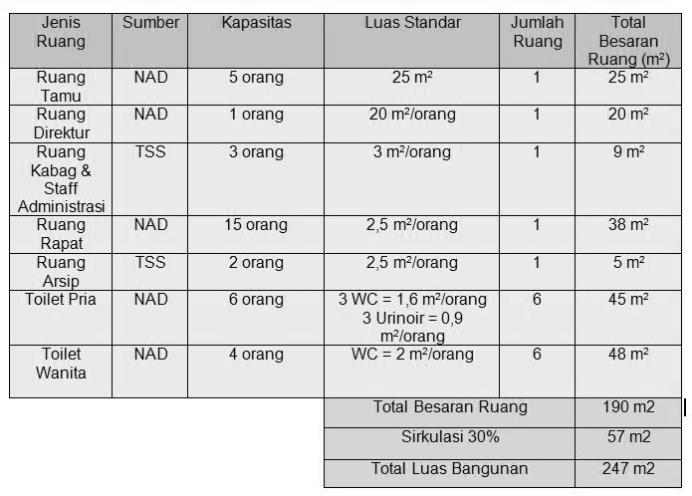 Jenis Ruang | Sumber | Kapasitas | Luas Standar | Jumlah Ruang | Total Besaran Ruang (m²)
Ruang Tamu | NAD | 5 orang | 25 m² | 1 | 25 m²
Ruang Direktur | NAD | 1 orang | 20 m²/orang | 1 | 20 m²
Ruang Kabag & Staff Administrasi | TSS | 3 orang | 3 m²/orang | 1 | 9 m²
Ruang Rapat | NAD | 15 orang | 2,5 m²/orang | 1 | 38 m²
Ruang Arsip | TSS | 2 orang | 2,5 m²/orang | 1 | 5 m²
Toilet Pria | NAD | 6 orang | 3 WC = 1,6 m²/orang 3 Urinoir = 0,9 m²/orang | 6 | 45 m²
Toilet Wanita | NAD | 4 orang | WC = 2 m²/orang | 6 | 48 m²
Total Besaran Ruang | 190 m2
Sirkulasi 30% | 57 m2
Total Luas Bangunan | 247 m2